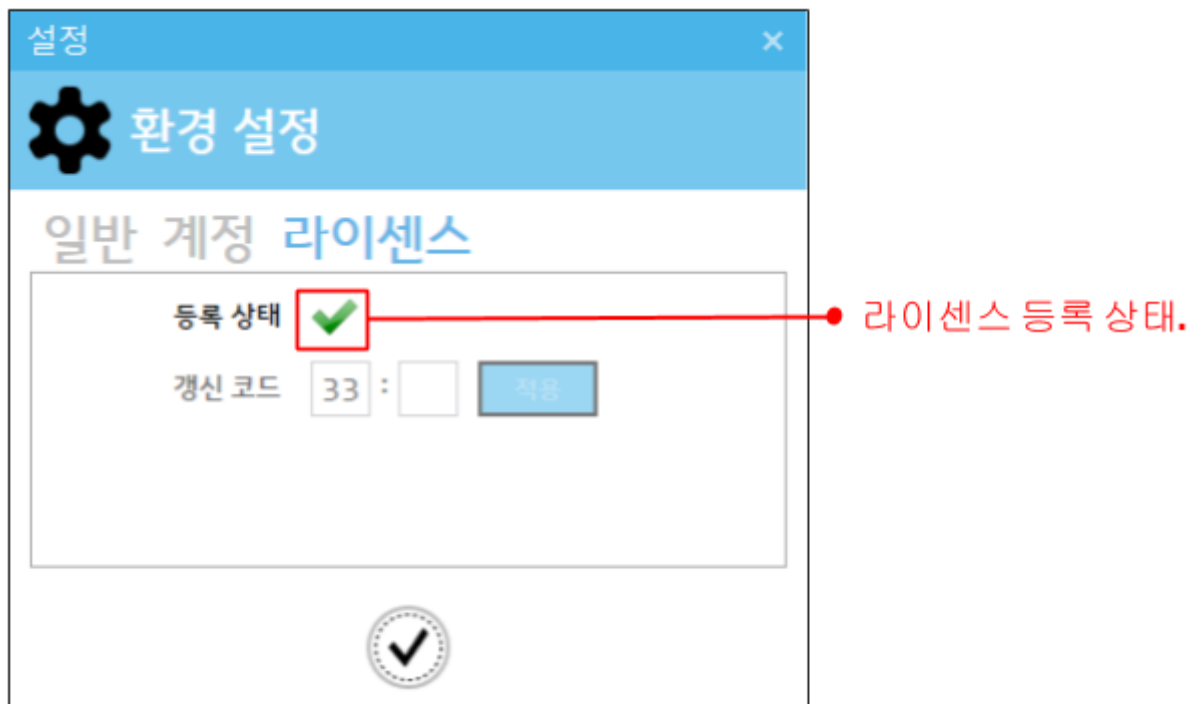 설정 ×
환경 설정
일반 계정 라이센스
등록 상태
라이센스 등록 상태.
갱신 코드 33 : 적용